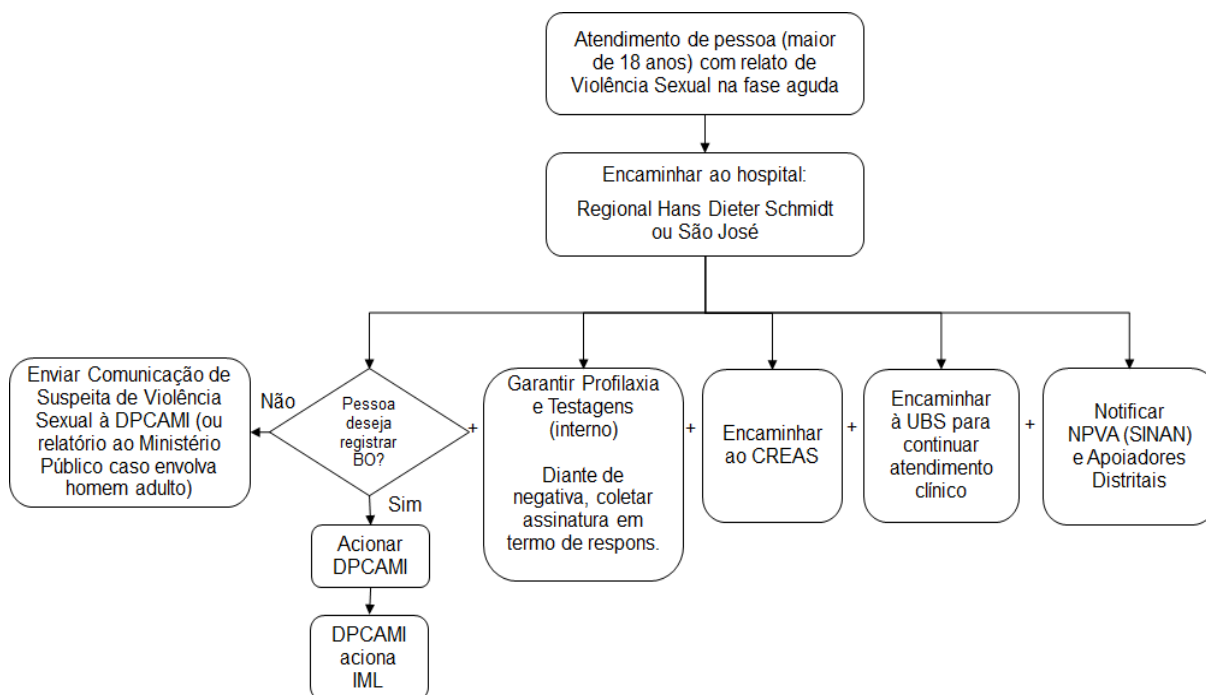 Atendimento de pessoa (maior
de 18 anos) com relato de
Violência Sexual na fase aguda
Encaminhar ao hospital:
Regional Hans Dieter Schmidt
ou São José
Enviar Comunicação de
Suspeita de Violência
Sexual à DPCAMI (ou
relatório ao Ministério
Público caso envolva
homem adulto)
Não
Pessoa
deseja
registrar
BO?
Sim
Acionar
DPCAMI
DPCAMI
aciona
IML
+
Garantir Profilaxia
e Testagens
(interno)
Diante de
negativa, coletar
assinatura em
termo de respons.
+
Encaminhar
ao CREAS
+
Encaminhar
à UBS para
continuar
atendimento
clínico
+
Notificar
NPVA (SINAN)
e Apoiadores
Distritais